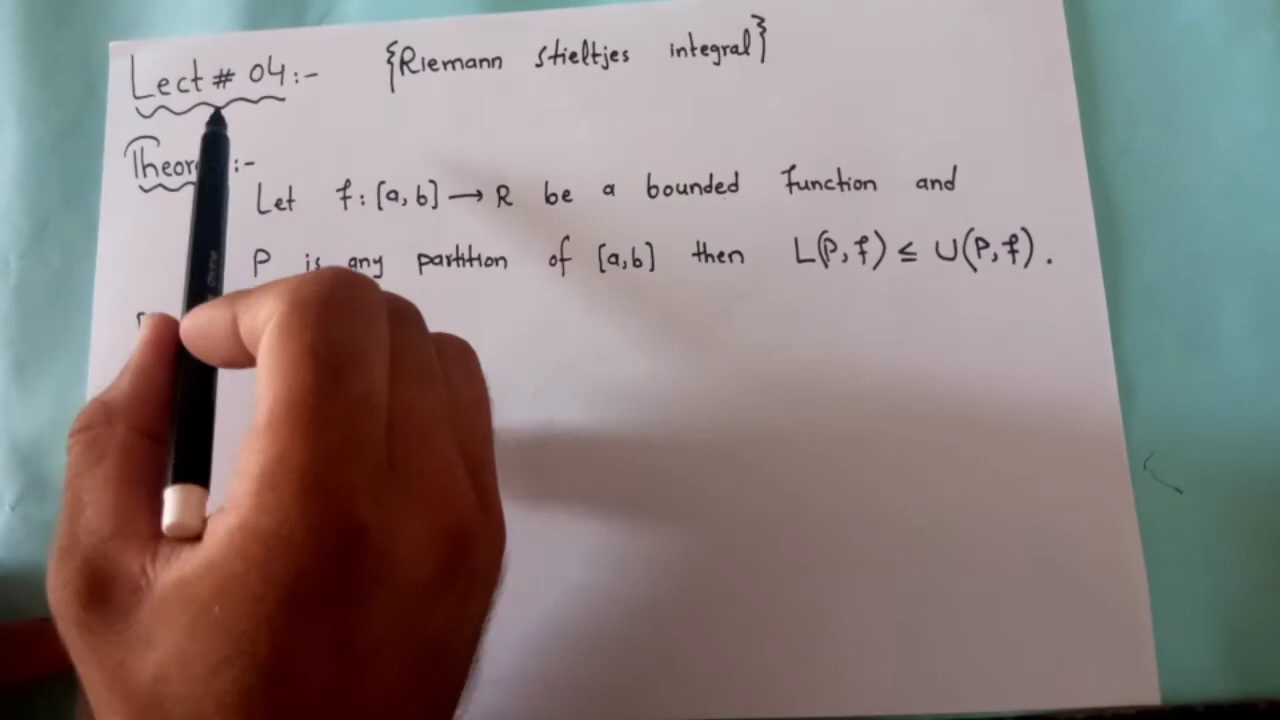 Lect # 04:- {Riemann stieltjes integral}
:-
Let f:[a,b]→R be a bounded function and
P is any partition of [a,b] then L(P,f) ≤ U(P,f).